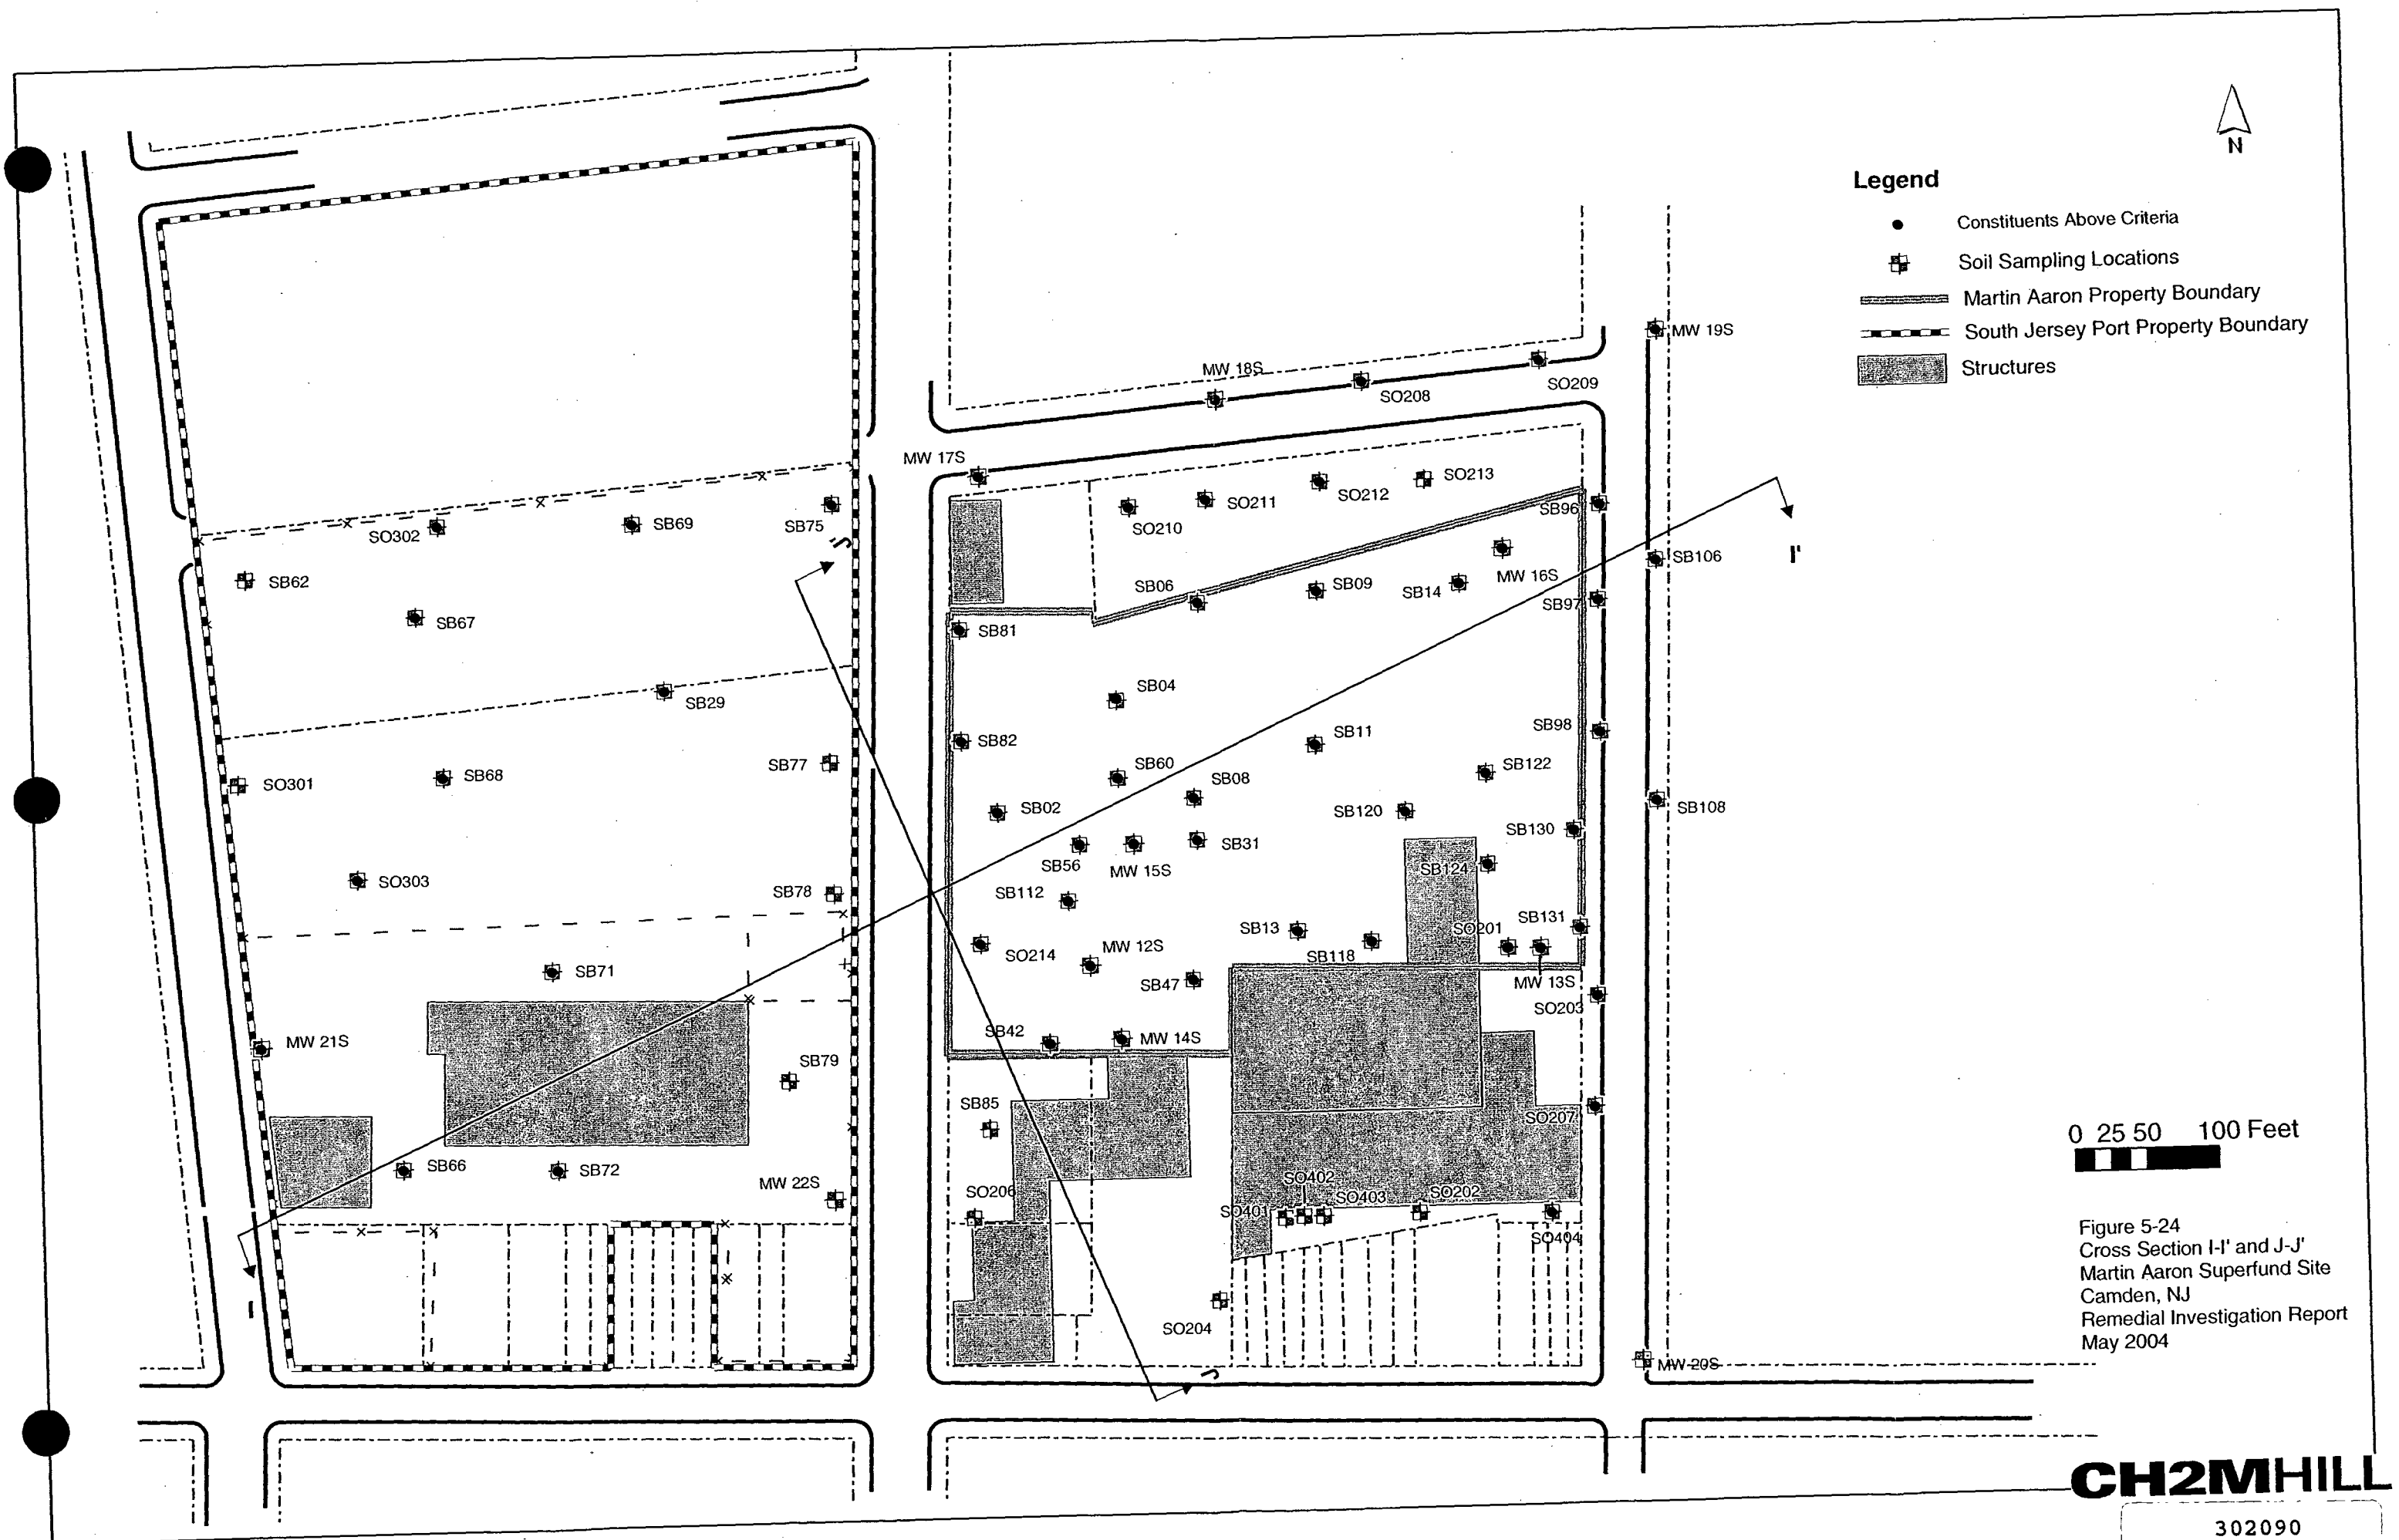 N
Legend
Constituents Above Criteria
Soil Sampling Locations
Martin Aaron Property Boundary
South Jersey Port Property Boundary
Structures
MW 19S
MW 18S
SO208
SO209
MW 17S
SO210
SO211
SO212
SO213
SB96
SO302
SB69
SB75
J'
I'
SB62
SB67
SB06
SB09
SB14
MW 16S
SB106
SB97
SB81
SB29
SB04
SB82
SB11
SB98
SO301
SB68
SB77
SB60
SB08
SB122
SB02
SB120
SB108
SB130
SB56
MW 15S
SB31
SB124
SO303
SB78
SB112
SB13
SB118
SO201
SB131
SO214
MW 12S
SB71
SB47
MW 13S
SO203
SB42
MW 14S
MW 21S
SB79
SB85
SO207
SB66
SB72
MW 22S
SO206
SO402
SO401
SO403
SO202
SO404
I
SO204
J
MW 20S
0 25 50 100 Feet
Figure 5-24
Cross Section I-I' and J-J'
Martin Aaron Superfund Site
Camden, NJ
Remedial Investigation Report
May 2004
CH2MHILL
302090